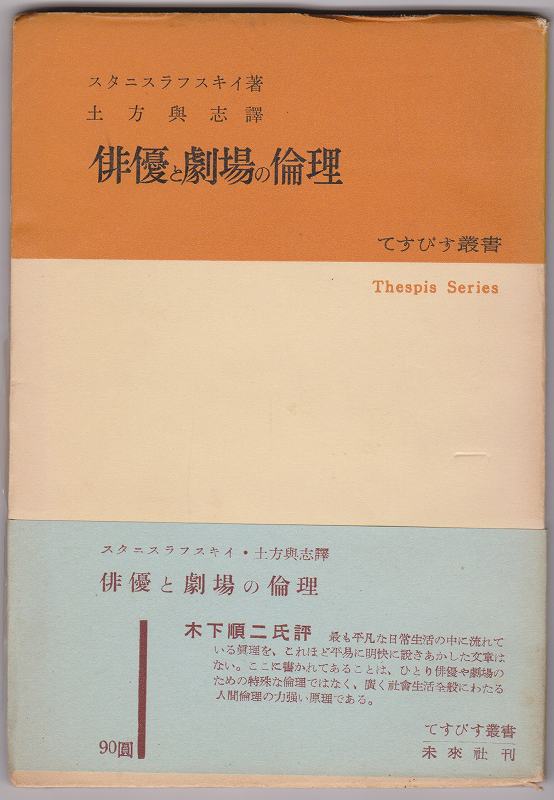 スタニスラフスキイ著
土方與志譯
俳優と劇場の倫理
てすぴす叢書
Thespis Series
スタニスラフスキイ・土方與志譯
俳優と劇場の倫理
木下順二氏評 最も平凡な日常生活の中に流れて
いる眞理を、これほど平易に明快に説きあかした文章は
ない。ここに書かれてあることは、ひとり俳優や劇場の
ための特殊な倫理ではなく、廣く社會生活全般にわたる
人間倫理の力強い原理である。
90圓
てすぴす叢書
未來社刊